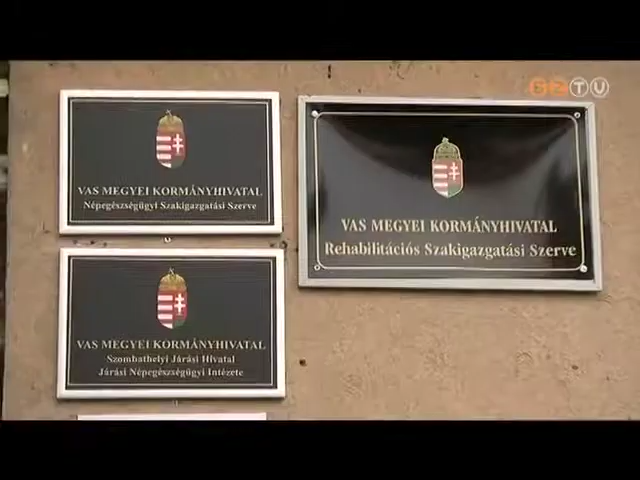 G2TV
VAS MEGYEI KORMÁNYHIVATAL
Népegészségügyi Szakigazgatási Szerve
VAS MEGYEI KORMÁNYHIVATAL
Rehabilitációs Szakigazgatási Szerve
VAS MEGYEI KORMÁNYHIVATAL
Szombathelyi Járási Hivatal
Járási Népegészségügyi Intézete